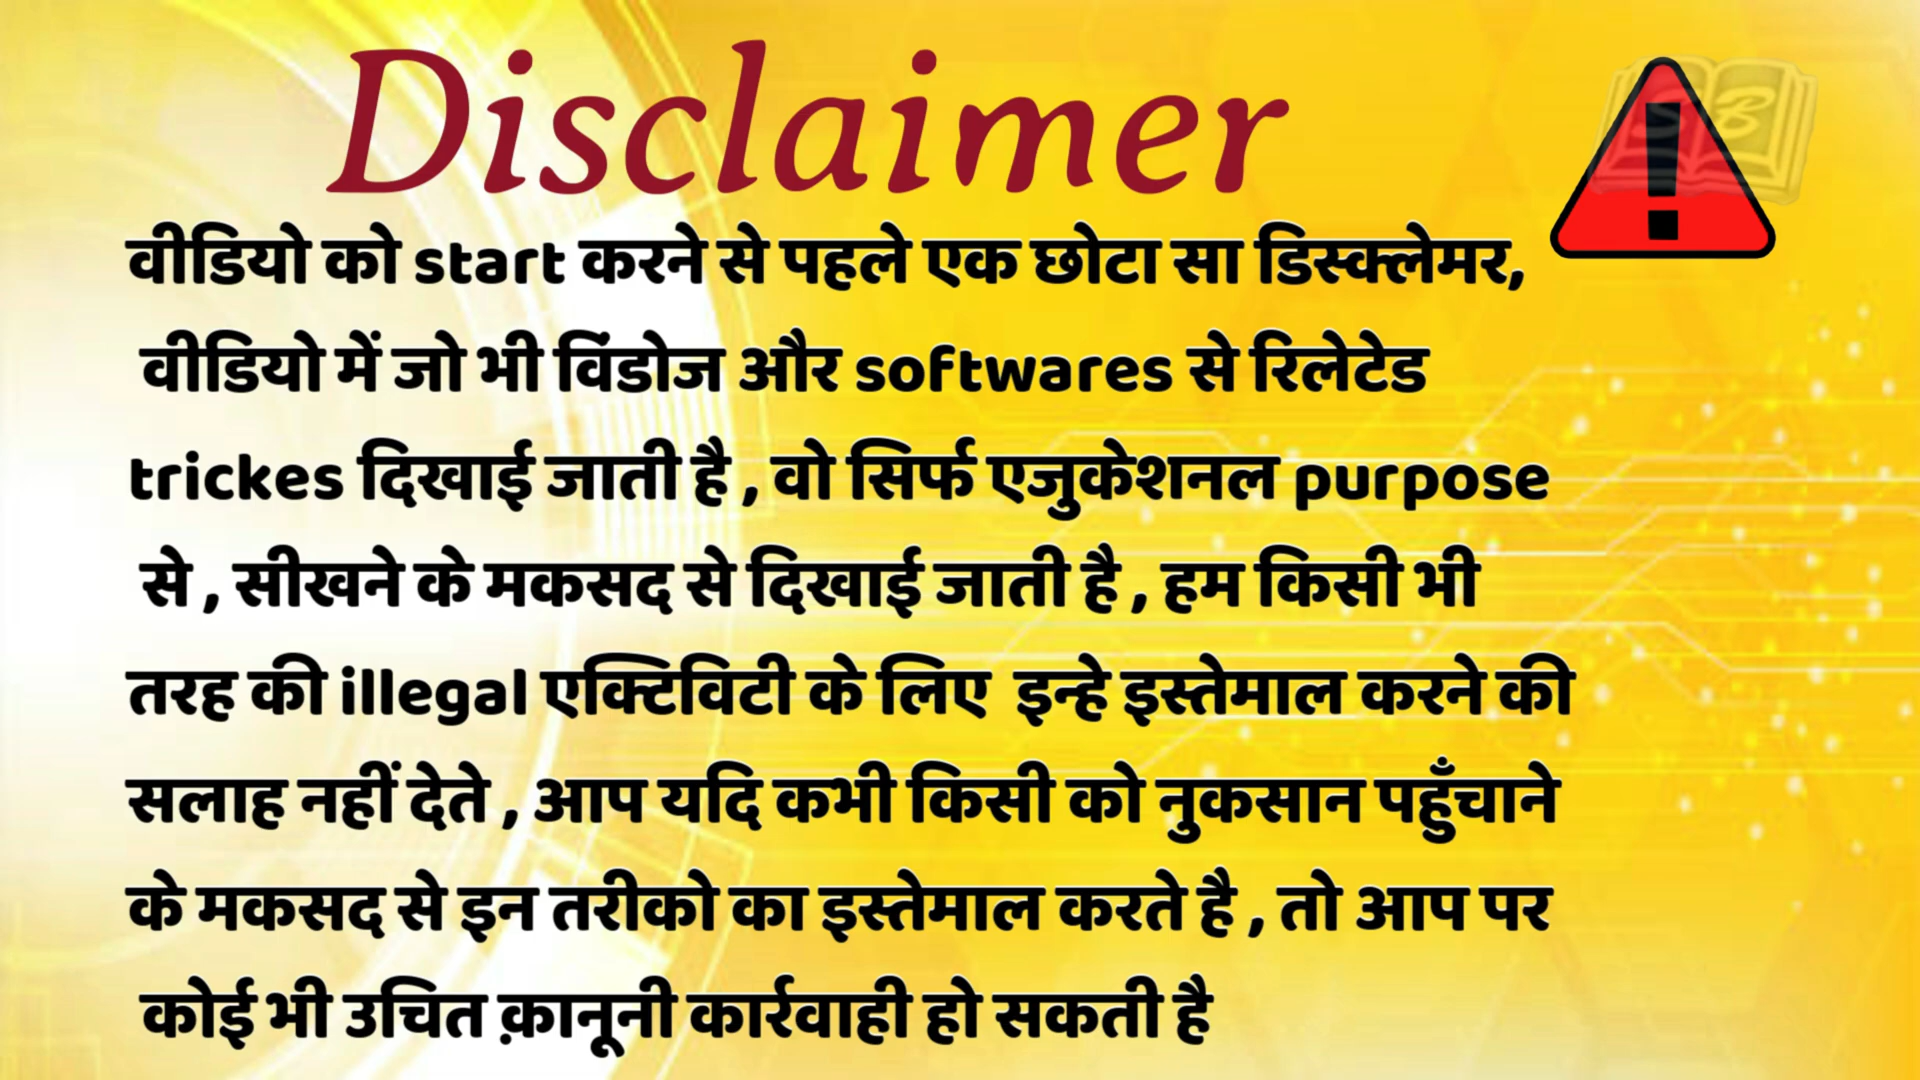 Disclaimer
वीडियो को start करने से पहले एक छोटा सा डिस्क्लेमर,
वीडियो में जो भी विंडोज और softwares से रिलेटेड
trickes दिखाई जाती है , वो सिर्फ एजुकेशनल purpose
से , सीखने के मकसद से दिखाई जाती है , हम किसी भी
तरह की illegal एक्टिविटी के लिए इन्हे इस्तेमाल करने की
सलाह नहीं देते , आप यदि कभी किसी को नुकसान पहुँचाने
के मकसद से इन तरीको का इस्तेमाल करते है , तो आप पर
कोई भी उचित क़ानूनी कार्रवाही हो सकती है